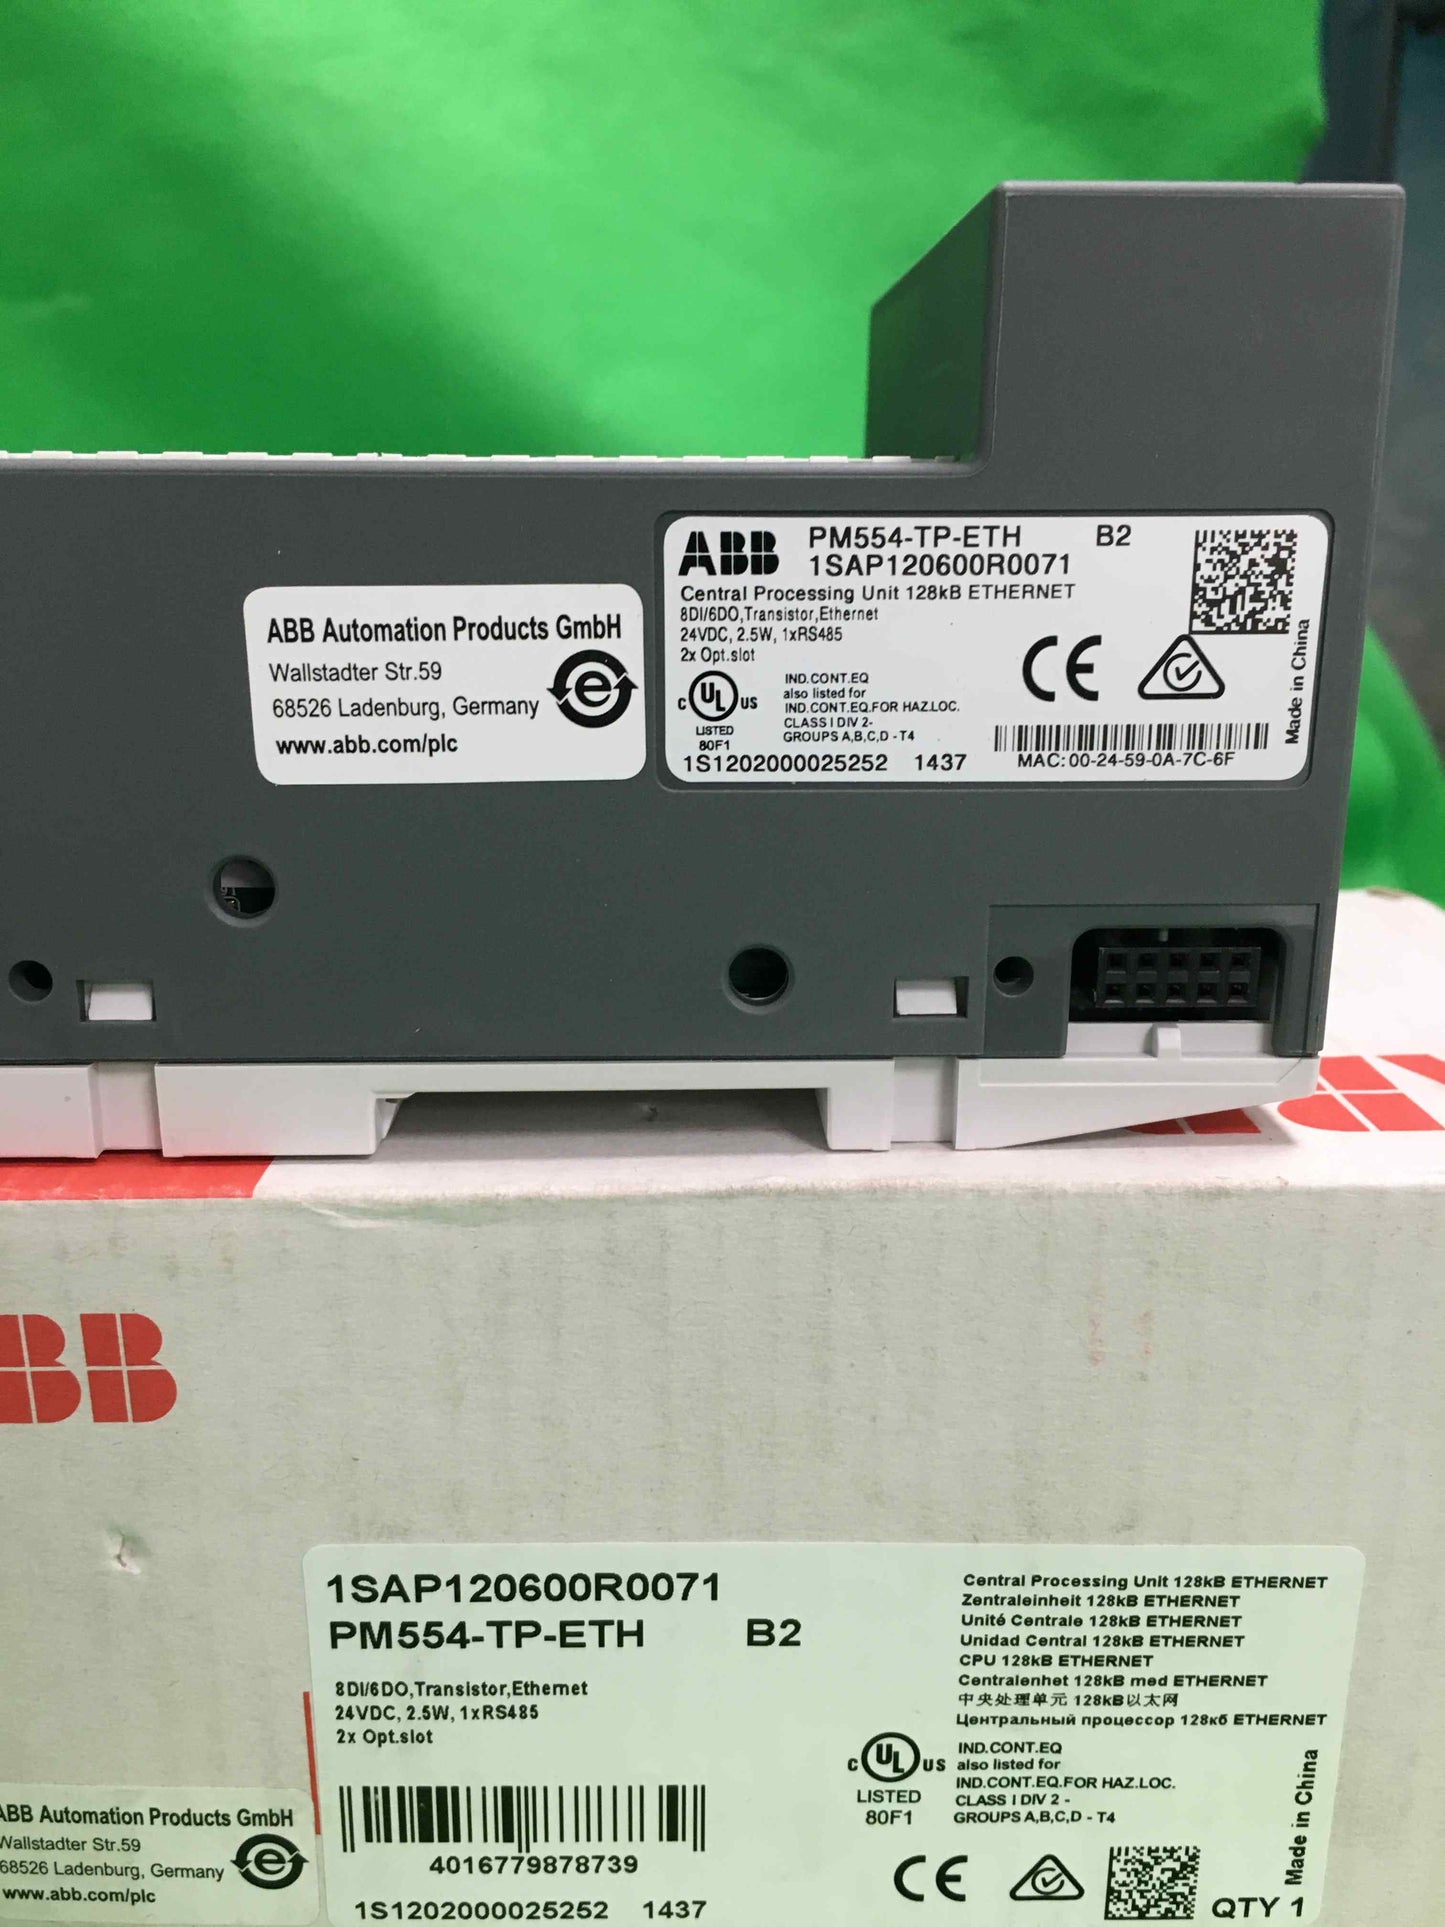 ABB Automation Products GmbH
Wallstadter Str.59
68526 Ladenburg, Germany
www.abb.com/plc
e
ABB
PM554-TP-ETH B2
1SAP120600R0071
Central Processing Unit 128kB ETHERNET
8DI/6DO,Transistor,Ethernet
24VDC, 2.5W, 1xRS485
2x Opt.slot
C UL US
LISTED
80F1
IND.CONT.EQ
also listed for
IND.CONT.EQ.FOR HAZ.LOC.
CLASS I DIV 2-
GROUPS A,B,C,D -T4
CE
1S1202000025252 1437
MAC:00-24-59-0A-7C-6F
Made in China
BB
1SAP120600R0071
PM554-TP-ETH B2
8DI/6DO,Transistor,Ethernet
24VDC, 2.5W, 1xRS485
2x Opt.slot
4016779878739
1S1202000025252 1437
Central Processing Unit 128kB ETHERNET
Zentraleinheit 128kB ETHERNET
Unité Centrale 128kB ETHERNET
Unidad Central 128kB ETHERNET
CPU 128kB ETHERNET
Centralenhet 128kB med ETHERNET
中央处理单元 128kB以太网
Центральный процессор 128кб ETHERNET
C UL US
LISTED
80F1
IND.CONT.EQ
also listed for
IND.CONT.EQ.FOR HAZ.LOC.
CLASS I DIV 2 -
GROUPS A,B,C,D - T4
CE
QTY 1
Made in China
ABB Automation Products GmbH
Wallstadter Str.59
68526 Ladenburg, Germany
www.abb.com/plc
e